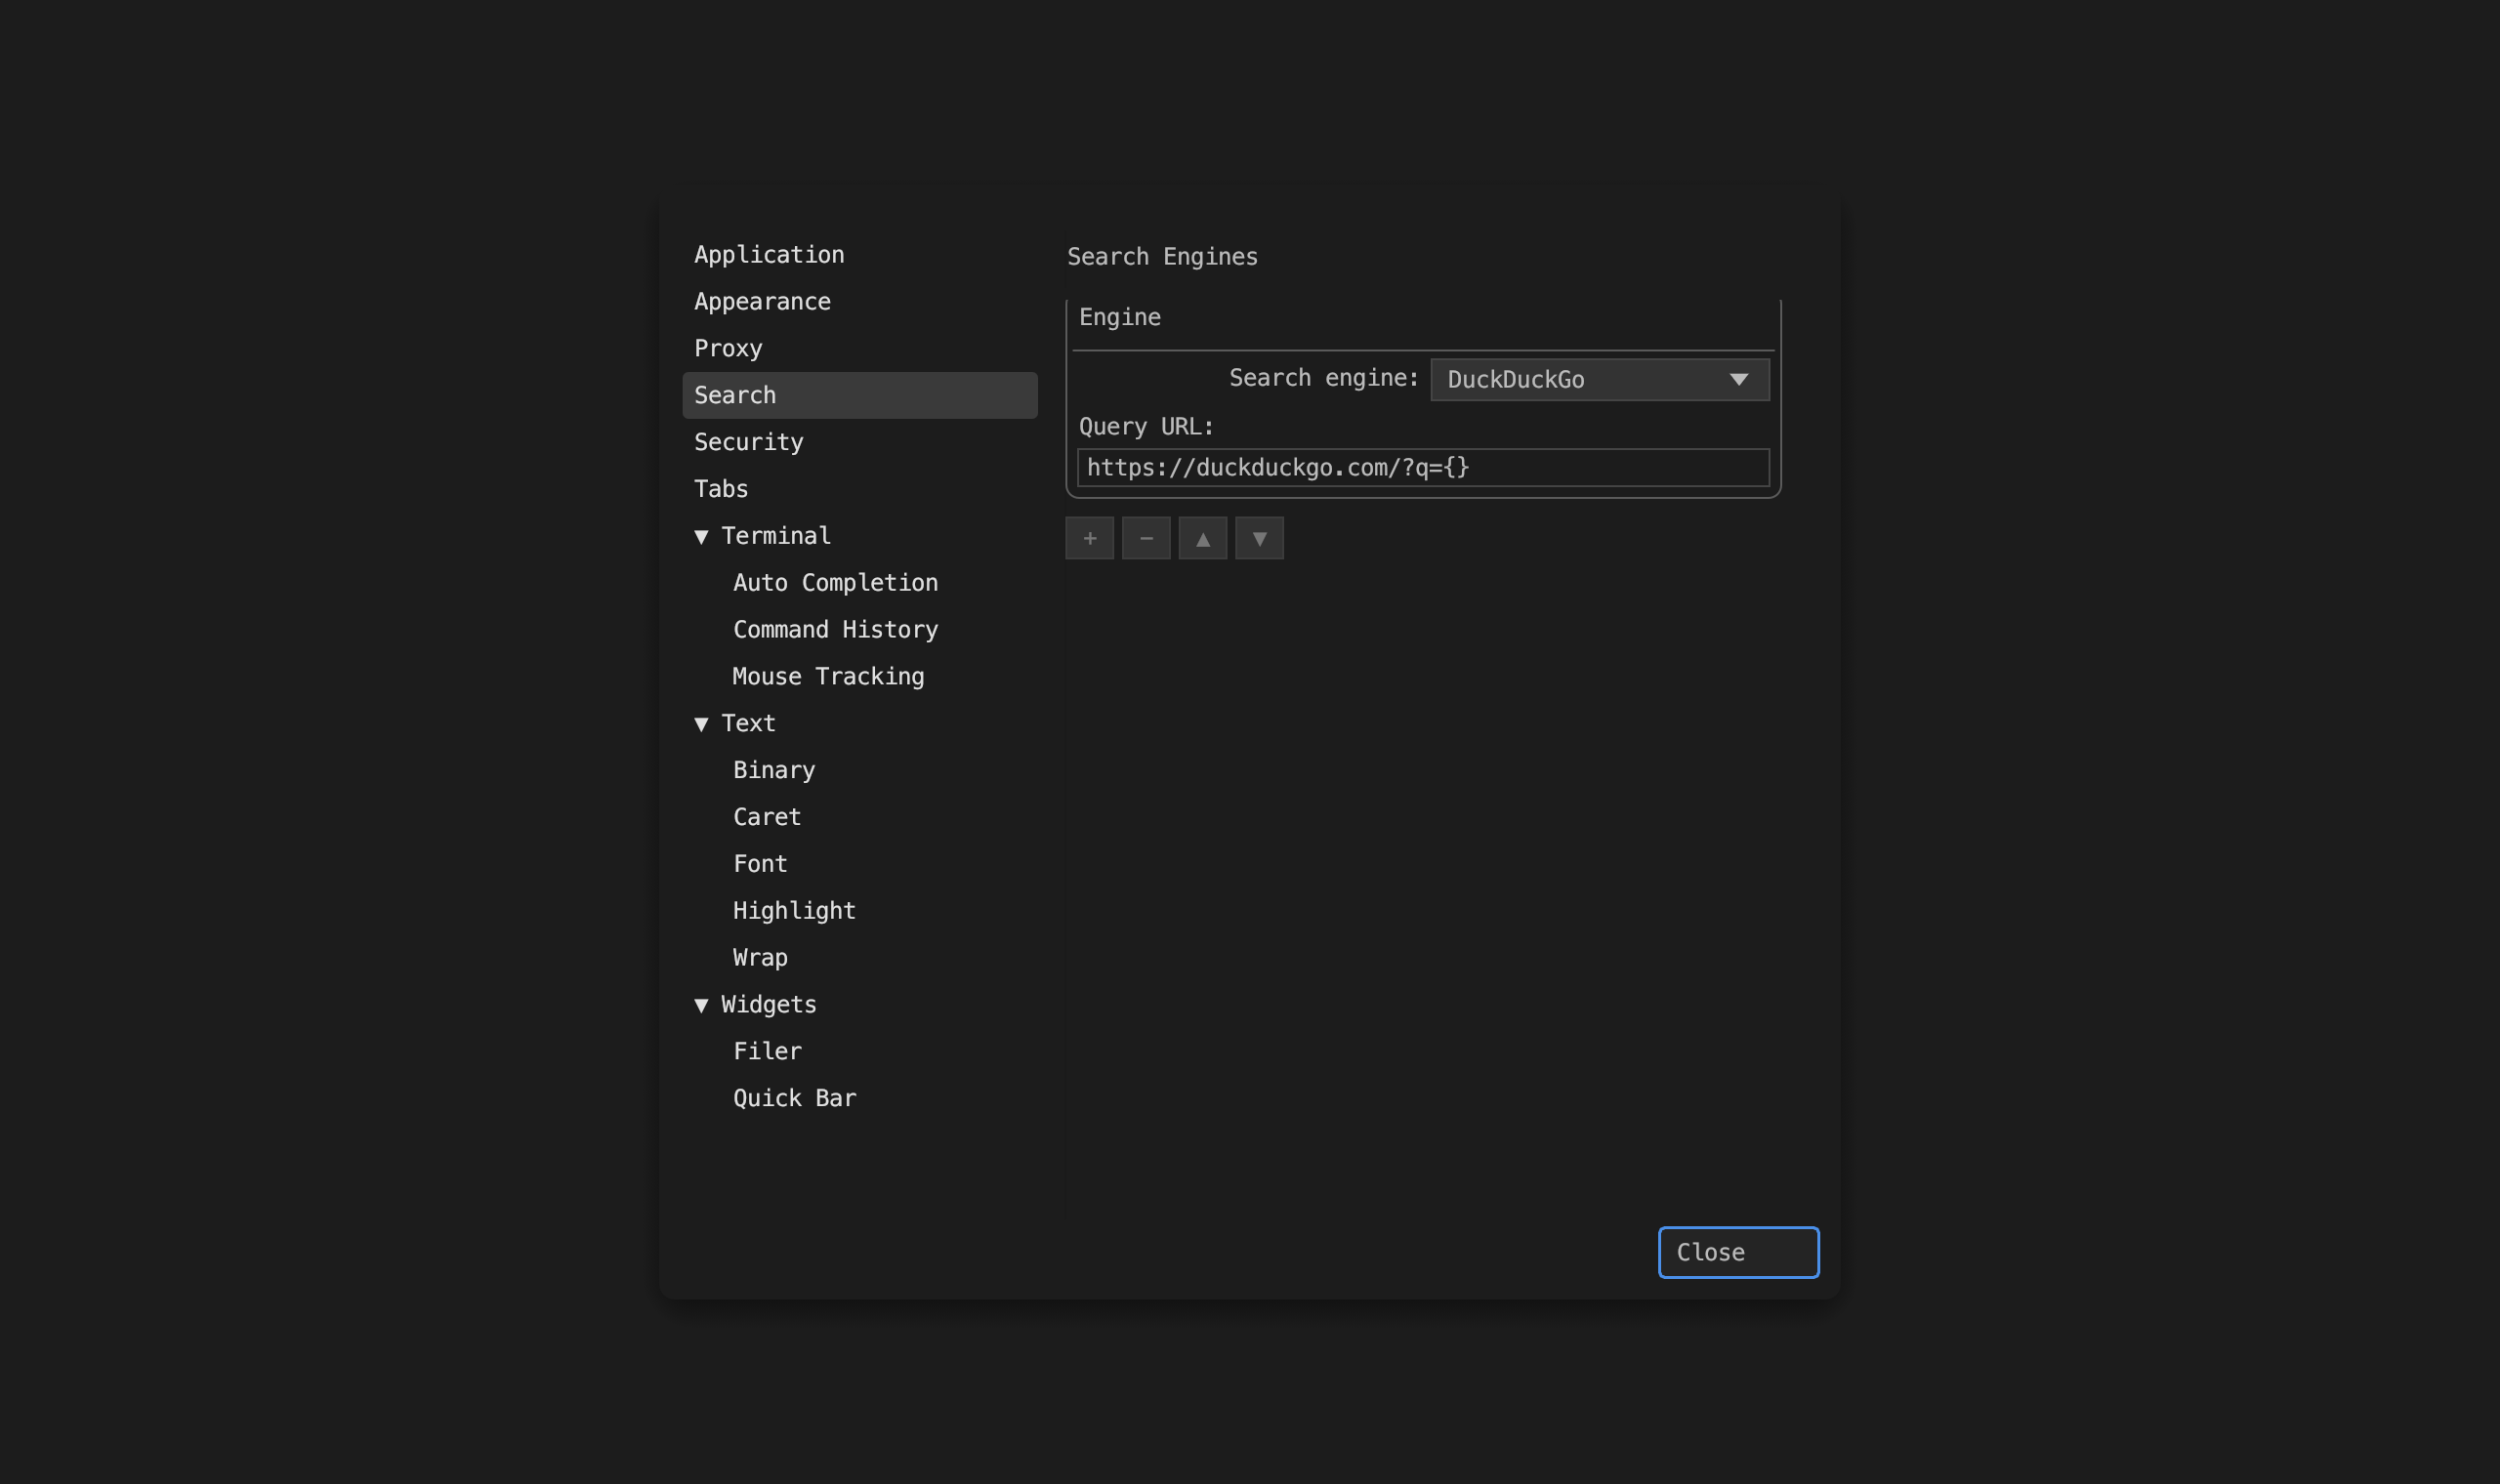 Application
Appearance
Proxy
Search
Security
Tabs
▼ Terminal
Auto Completion
Command History
Mouse Tracking
▼ Text
Binary
Caret
Font
Highlight
Wrap
▼ Widgets
Filer
Quick Bar
Search Engines
Engine
Search engine: DuckDuckGo ▼
Query URL:
https://duckduckgo.com/?q={}
+ − ▲ ▼
Close